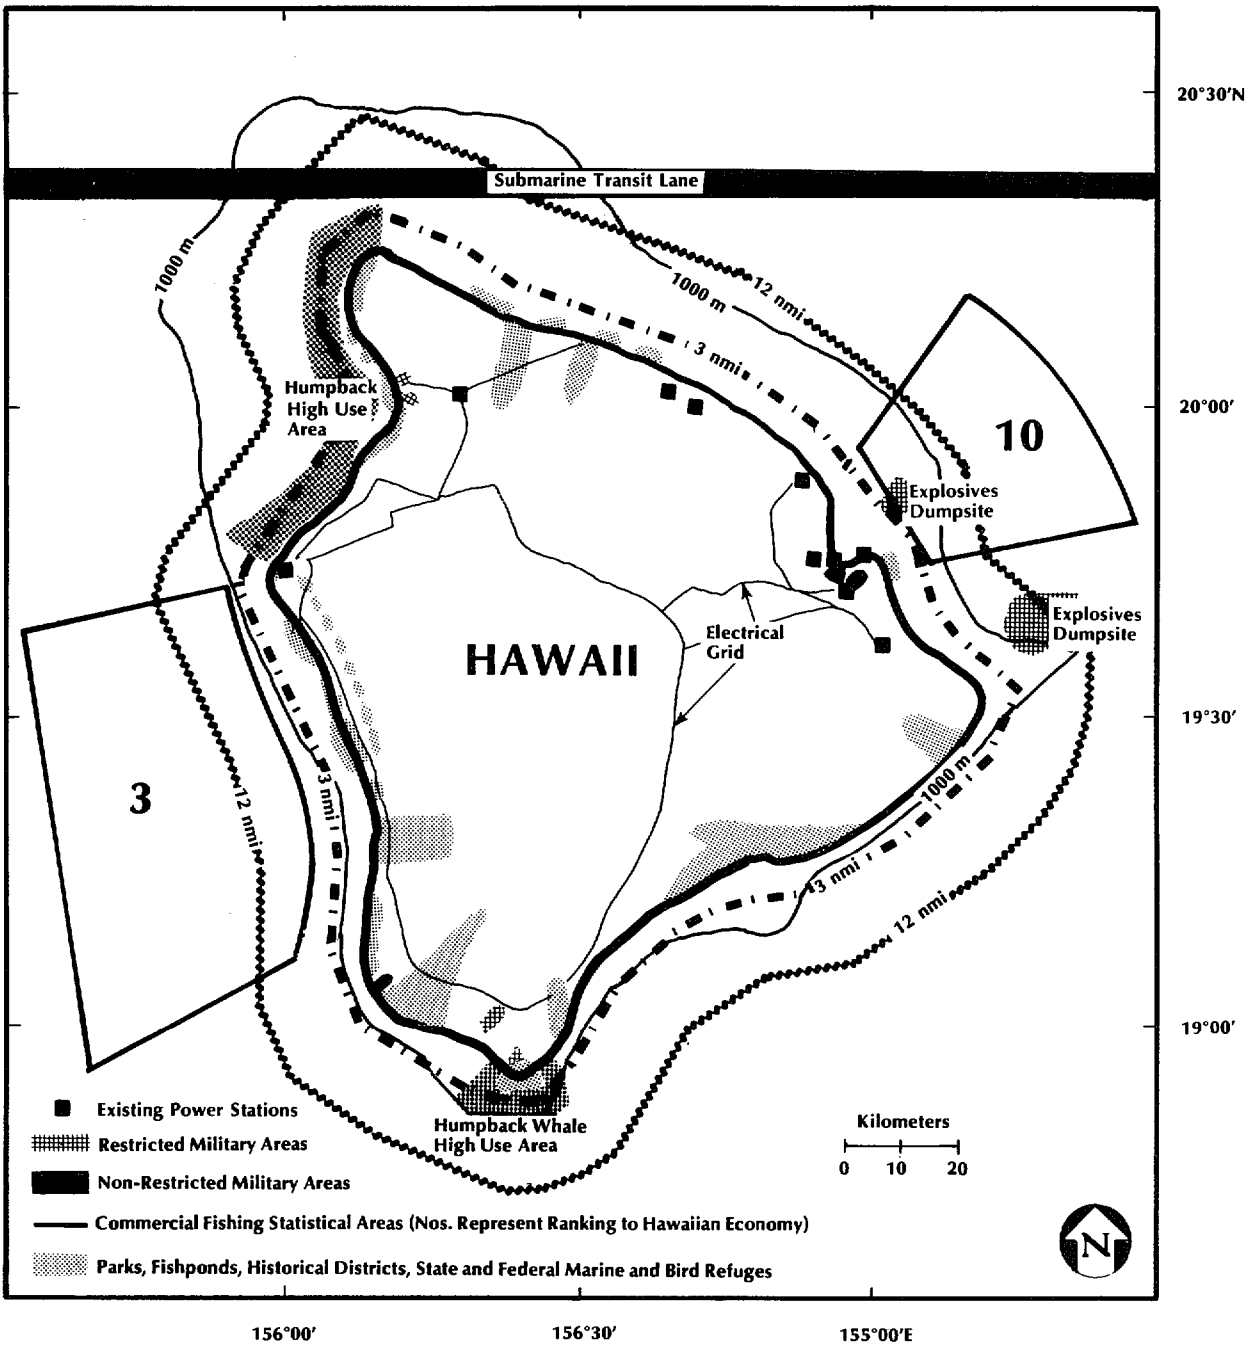 20°30'N
Submarine Transit Lane
1000 m
12 nmi
1000 m
3 nmi
Humpback
High Use
Area
20°00'
10
Explosives
Dumpsite
Explosives
Dumpsite
Electrical
Grid
HAWAII
19°30'
3
3 nmi
12 nmi
1000 m
3 nmi
12 nmi
19°00'
Humpback Whale
High Use Area
Existing Power Stations
Restricted Military Areas
Non-Restricted Military Areas
Commercial Fishing Statistical Areas (Nos. Represent Ranking to Hawaiian Economy)
Parks, Fishponds, Historical Districts, State and Federal Marine and Bird Refuges
Kilometers
0 10 20
N
156°00' 156°30' 155°00'E